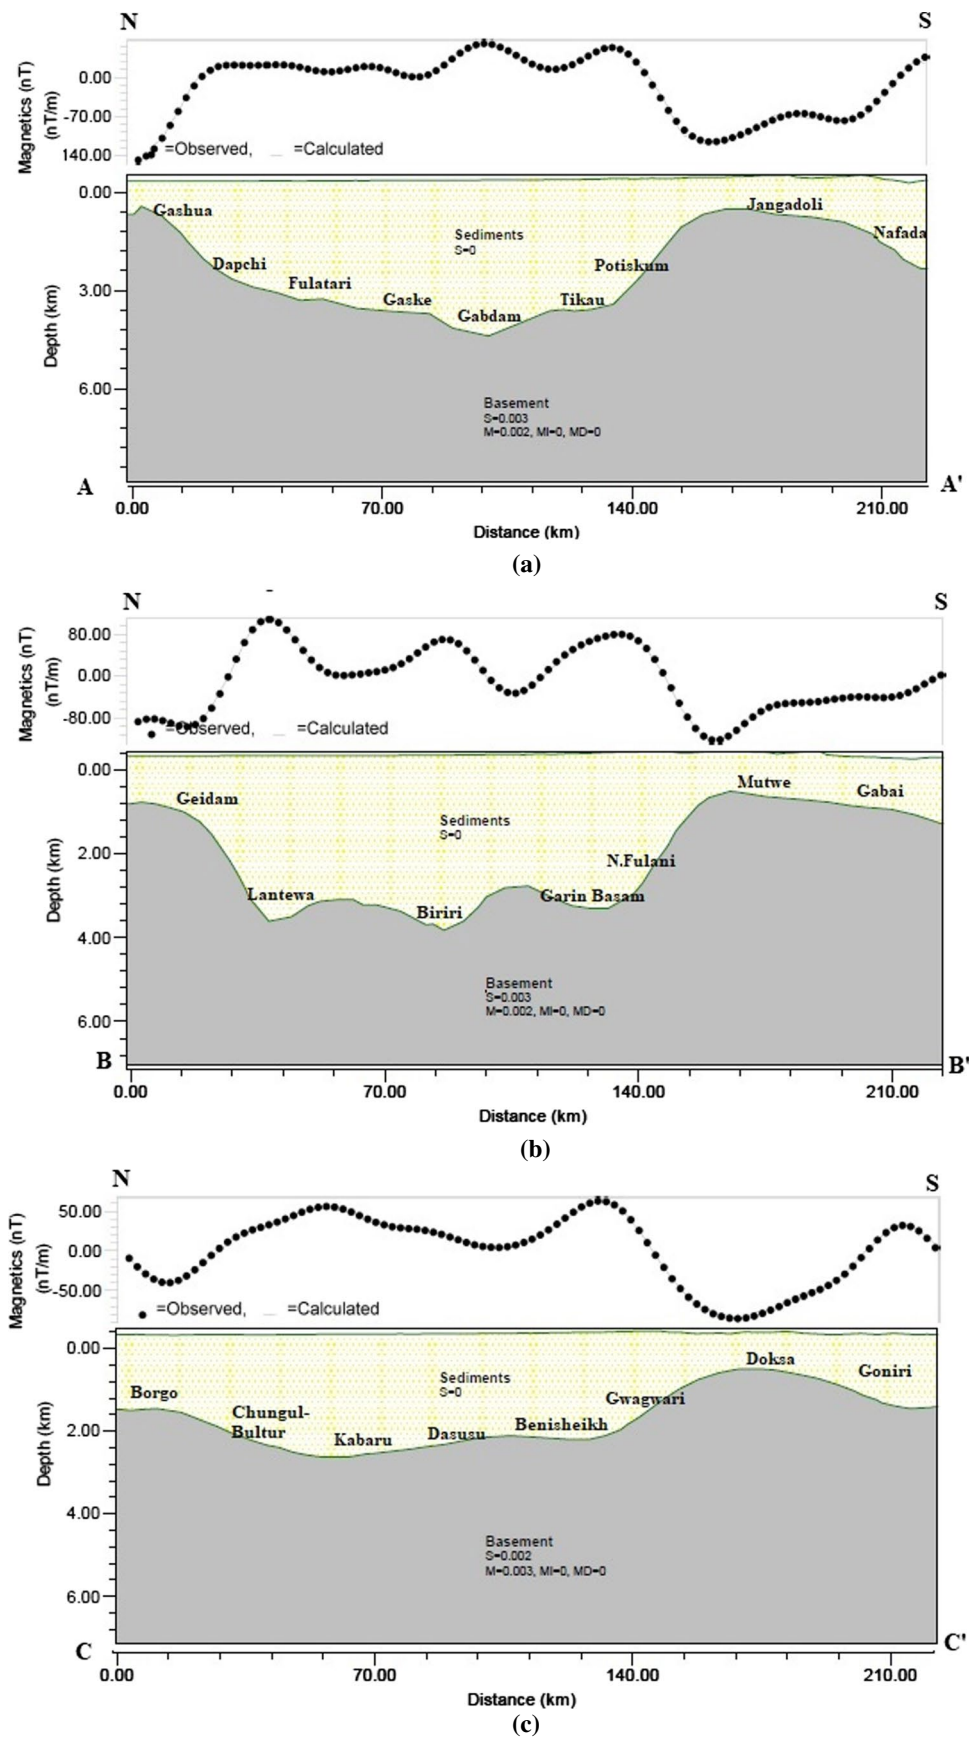 N S
Magnetics (nT)
(nT/m)
0.00
-70.00
140.00
=Observed, =Calculated
0.00
3.00
6.00
Depth (km)
Gashua
Jangadoli
Nafada
Sediments
S=0
Dapchi
Potiskum
Fulatari
Gaske
Tikau
Gabdam
Basement
S=0.003
M=0.002, MI=0, MD=0
A A'
0.00 70.00 140.00 210.00
Distance (km)
(a)
N S
Magnetics (nT)
(nT/m)
80.00
0.00
-80.00
=Observed, =Calculated
0.00
2.00
4.00
6.00
Depth (km)
Mutwe
Gabai
Geidam
Sediments
S=0
N.Fulani
Lantewa
Garin Basam
Biriri
Basement
S=0.003
M=0.002, MI=0, MD=0
B B'
0.00 70.00 140.00 210.00
Distance (km)
(b)
N S
Magnetics (nT)
(nT/m)
50.00
0.00
-50.00
=Observed, =Calculated
0.00
2.00
4.00
6.00
Depth (km)
Doksa
Goniri
Sediments
S=0
Borgo
Gwagwari
Chungul-
Bultur
Benisheikh
Dasusu
Kabaru
Basement
S=0.002
M=0.003, MI=0, MD=0
C C'
0.00 70.00 140.00 210.00
Distance (km)
(c)